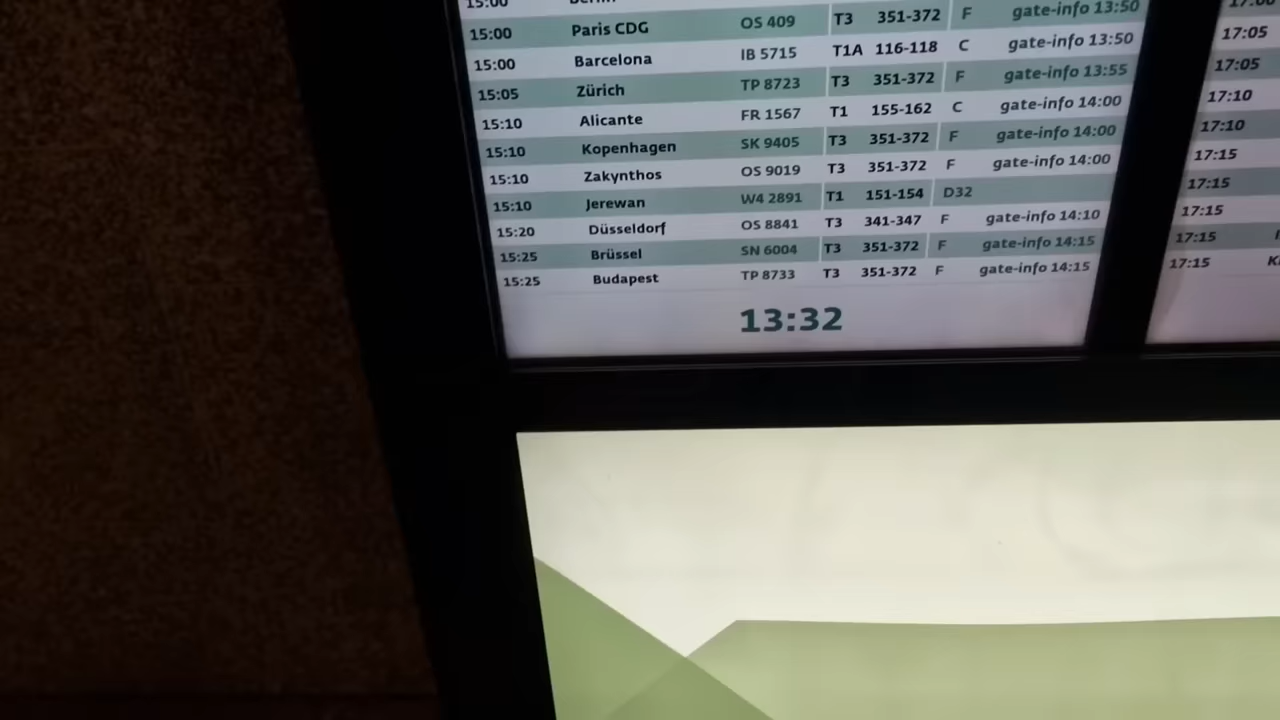 15:00 Berlin
15:00 Paris CDG OS 409 T3 351-372 F gate-info 13:50
15:00 Barcelona IB 5715 T1A 116-118 C gate-info 13:50
15:05 Zürich TP 8723 T3 351-372 F gate-info 13:55
15:10 Alicante FR 1567 T1 155-162 C gate-info 14:00
15:10 Kopenhagen SK 9405 T3 351-372 F gate-info 14:00
15:10 Zakynthos OS 9019 T3 351-372 F gate-info 14:00
15:10 Jerewan W4 2891 T1 151-154 D32
15:20 Düsseldorf OS 8841 T3 341-347 F gate-info 14:10
15:25 Brüssel SN 6004 T3 351-372 F gate-info 14:15
15:25 Budapest TP 8733 T3 351-372 F gate-info 14:15
13:32
17:05
17:05
17:10
17:10
17:15
17:15
17:15
17:15
17:15